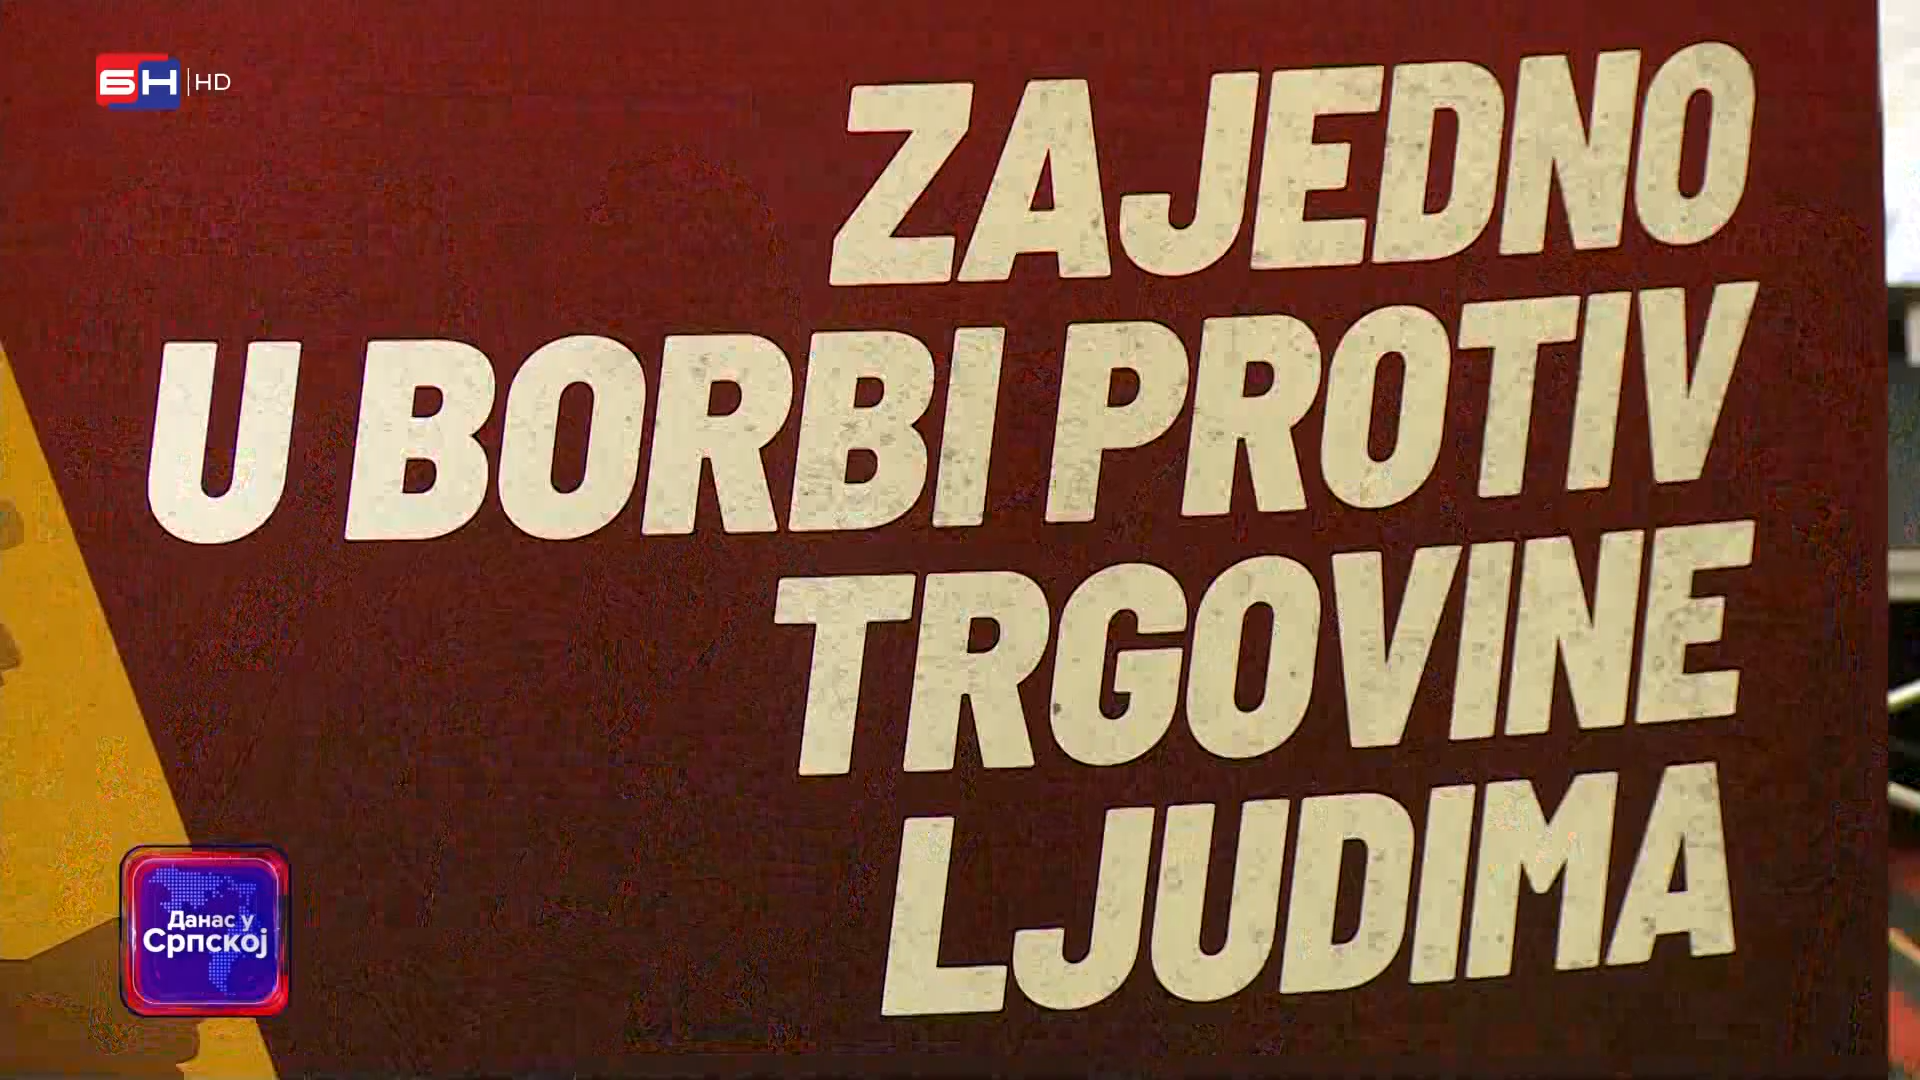 БН HD
ZAJEDNO
U BORBI PROTIV
TRGOVINE
LJUDIMA
Данас у
Српској